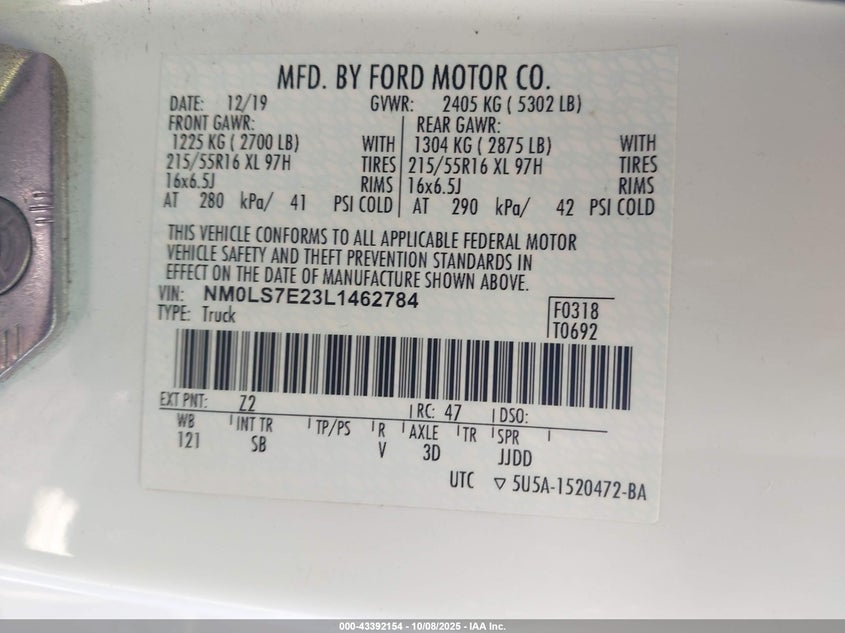 MFD. BY FORD MOTOR CO.
DATE: 12/19 GVWR: 2405 KG ( 5302 LB)
FRONT GAWR: REAR GAWR:
1225 KG ( 2700 LB) WITH 1304 KG ( 2875 LB) WITH
215/55R16 XL 97H TIRES 215/55R16 XL 97H TIRES
16x6.5J RIMS 16x6.5J RIMS
AT 280 kPa/ 41 PSI COLD AT 290 kPa/ 42 PSI COLD
THIS VEHICLE CONFORMS TO ALL APPLICABLE FEDERAL MOTOR
VEHICLE SAFETY AND THEFT PREVENTION STANDARDS IN
EFFECT ON THE DATE OF MANUFACTURE SHOWN ABOVE.
VIN: NM0LS7E23L1462784 F0318
TYPE: Truck T0692
EXT PNT: Z2 RC: 47 DSO:
WB INT TR TP/PS R AXLE TR SPR
121 SB V 3D JJDD
UTC ▽ 5U5A-1520472-BA
000-43392154 - 10/08/2025 - IAA Inc.